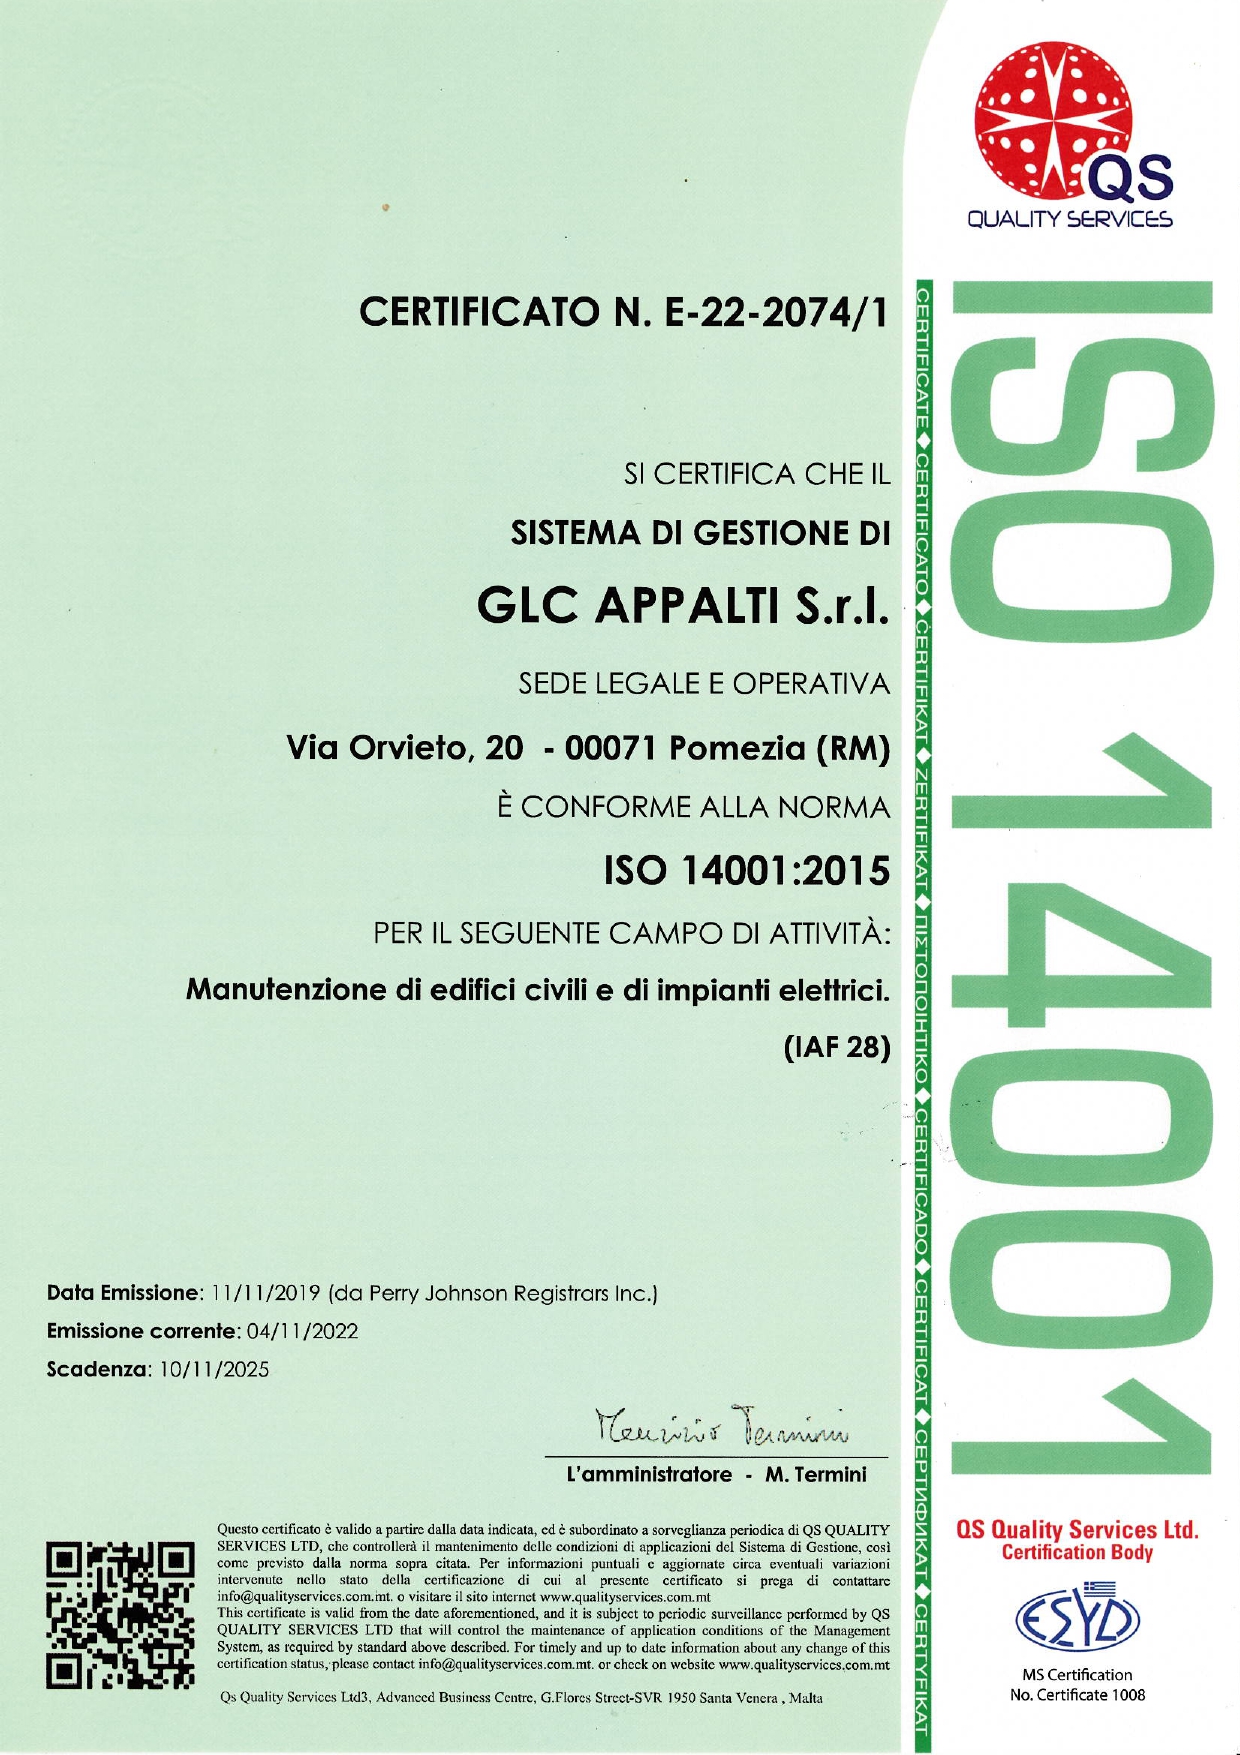 QS
QUALITY SERVICES
CERTIFICATO N. E-22-2074/1
SI CERTIFICA CHE IL
SISTEMA DI GESTIONE DI
GLC APPALTI S.r.l.
SEDE LEGALE E OPERATIVA
Via Orvieto, 20 - 00071 Pomezia (RM)
È CONFORME ALLA NORMA
ISO 14001:2015
PER IL SEGUENTE CAMPO DI ATTIVITÀ:
Manutenzione di edifici civili e di impianti elettrici.
(IAF 28)
Data Emissione: 11/11/2019 (da Perry Johnson Registrars Inc.)
Emissione corrente: 04/11/2022
Scadenza: 10/11/2025
Maurizio Termini
L'amministratore - M. Termini
Questo certificato è valido a partire dalla data indicata, ed è subordinato a sorveglianza periodica di QS QUALITY
SERVICES LTD, che controllerà il mantenimento delle condizioni di applicazioni del Sistema di Gestione, così
come previsto dalla norma sopra citata. Per informazioni puntuali e aggiornate circa eventuali variazioni
intervenute nello stato della certificazione di cui al presente certificato si prega di contattare
info@qualityservices.com.mt. o visitare il sito internet www.qualityservices.com.mt
This certificate is valid from the date aforementioned, and it is subject to periodic surveillance performed by QS
QUALITY SERVICES LTD that will control the maintenance of application conditions of the Management
System, as required by standard above described. For timely and up to date information about any change of this
certification status, please contact info@qualityservices.com.mt. or check on website www.qualityservices.com.mt
Qs Quality Services Ltd3, Advanced Business Centre, G.Flores Street-SVR 1950 Santa Venera , Malta
CERTIFICATE ◆ CERTIFICATO ◆ CERTIFIKAT ◆ ZERTIFIKAT ◆ ΠΙΣΤΟΠΟΙΗΤΙΚΟ ◆ CERTIFICADO ◆ CERTIFICAT ◆ СЕРТИФИКАТ ◆ CERTYFIKAT
ISO 14001
QS Quality Services Ltd.
Certification Body
ESYD
MS Certification
No. Certificate 1008